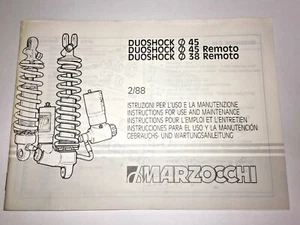 DUOSHOCK ϕ 45
DUOSHOCK ϕ 45 Remoto
DUOSHOCK ϕ 38 Remoto
2/88
ISTRUZIONI PER L'USO E LA MANUTENZIONE
INSTRUCTIONS FOR USE AND MAINTENANCE
INSTRUCTIONS POUR L'EMPLOI ET L'ENTRETIEN
INSTRUCCIONES PARA EL USO Y LA MANUTENCIÓN
GEBRAUCHS- UND WARTUNGSANLEITUNG
MARZOCCHI